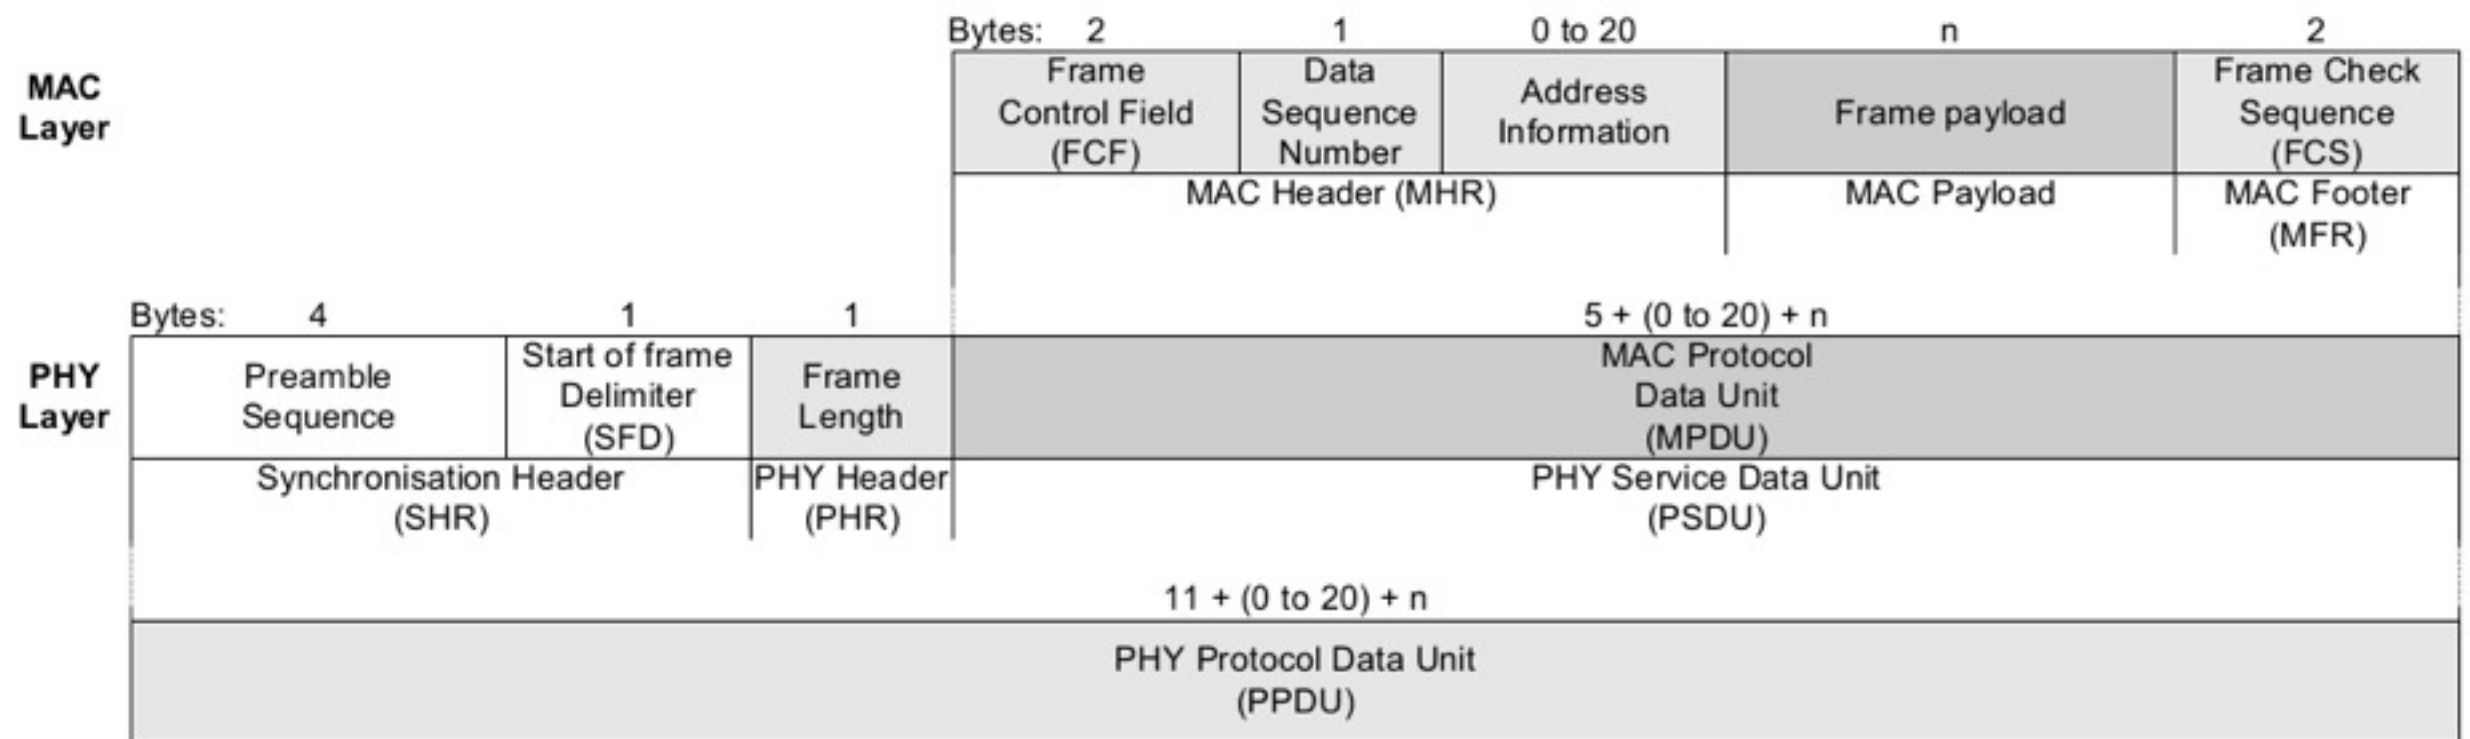 Bytes: 2 1 0 to 20 n 2
MAC
Layer
Frame
Control Field
(FCF)
Data
Sequence
Number
Address
Information
Frame payload
Frame Check
Sequence
(FCS)
MAC Header (MHR)
MAC Payload
MAC Footer
(MFR)
Bytes: 4 1 1 5 + (0 to 20) + n
PHY
Layer
Preamble
Sequence
Start of frame
Delimiter
(SFD)
Frame
Length
MAC Protocol
Data Unit
(MPDU)
Synchronisation Header
(SHR)
PHY Header
(PHR)
PHY Service Data Unit
(PSDU)
11 + (0 to 20) + n
PHY Protocol Data Unit
(PPDU)